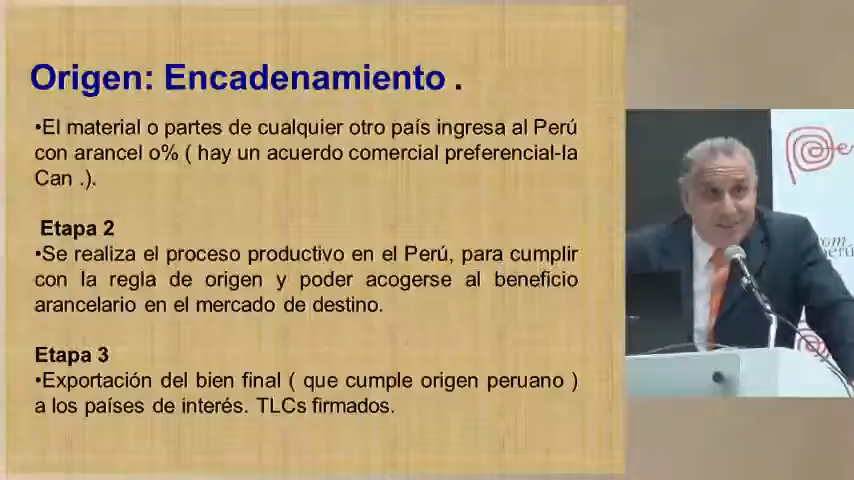 Origen: Encadenamiento .
•El material o partes de cualquier otro país ingresa al Perú
con arancel o% ( hay un acuerdo comercial preferencial-la
Can .).
Etapa 2
•Se realiza el proceso productivo en el Perú, para cumplir
con la regla de origen y poder acogerse al beneficio
arancelario en el mercado de destino.
Etapa 3
•Exportación del bien final ( que cumple origen peruano )
a los países de interés. TLCs firmados.
perú